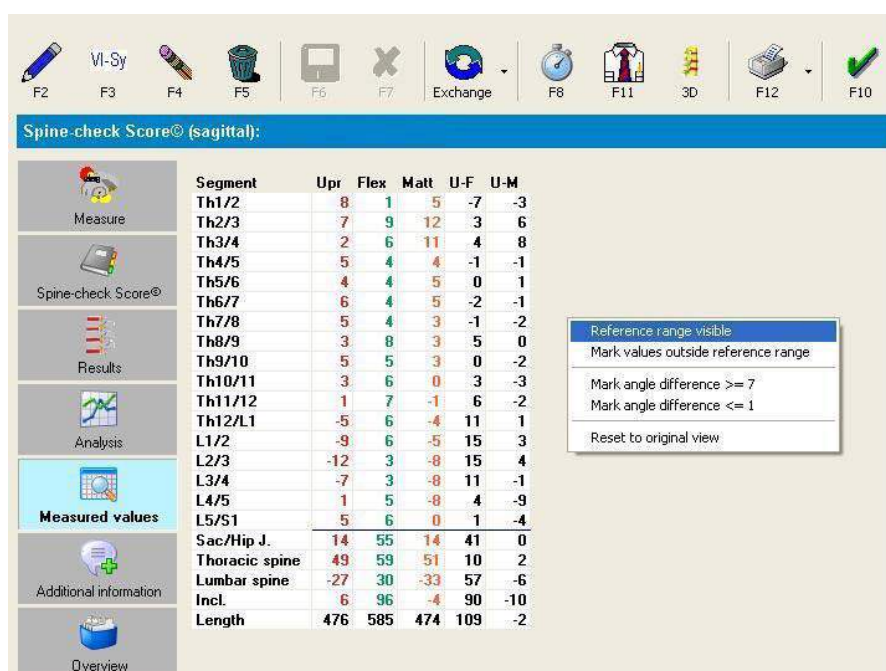 VI-Sy
F2 F3 F4 F5 F6 F7 Exchange F8 F11 3D F12 F10
Spine-check Score© (sagittal):
Measure
Spine-check Score©
Results
Analysis
Measured values
Additional information
Overview
Segment Upr Flex Matt U-F U-M
Th1/2 8 1 5 -7 -3
Th2/3 7 9 12 3 6
Th3/4 2 6 11 4 8
Th4/5 5 4 4 -1 -1
Th5/6 4 4 5 0 1
Th6/7 6 4 5 -2 -1
Th7/8 5 4 3 -1 -2
Th8/9 3 8 3 5 0
Th9/10 5 5 3 0 -2
Th10/11 3 6 0 3 -3
Th11/12 1 7 -1 6 -2
Th12/L1 -5 6 -4 11 1
L1/2 -9 6 -5 15 3
L2/3 -12 3 -8 15 4
L3/4 -7 3 -8 11 -1
L4/5 1 5 -8 4 -9
L5/S1 5 6 0 1 -4
Sac/Hip J. 14 55 14 41 0
Thoracic spine 49 59 51 10 2
Lumbar spine -27 30 -33 57 -6
Incl. 6 96 -4 90 -10
Length 476 585 474 109 -2
Reference range visible
Mark values outside reference range
Mark angle difference >= 7
Mark angle difference <= 1
Reset to original view